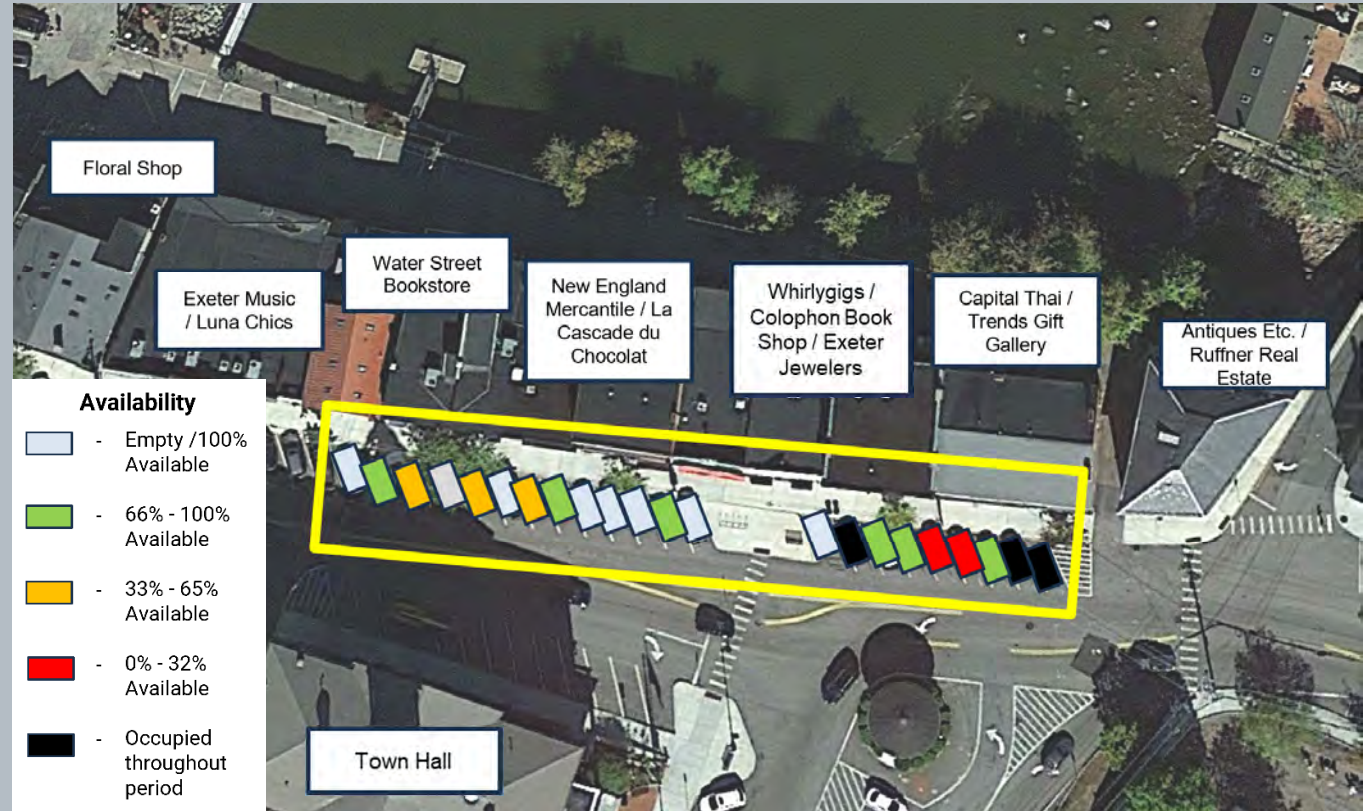 Floral Shop
Exeter Music
/ Luna Chics
Water Street
Bookstore
New England
Mercantile / La
Cascade du
Chocolat
Whirlygigs /
Colophon Book
Shop / Exeter
Jewelers
Capital Thai /
Trends Gift
Gallery
Antiques Etc. /
Ruffner Real
Estate
Availability
- Empty /100%
Available
- 66% - 100%
Available
- 33% - 65%
Available
- 0% - 32%
Available
- Occupied
throughout
period
Town Hall